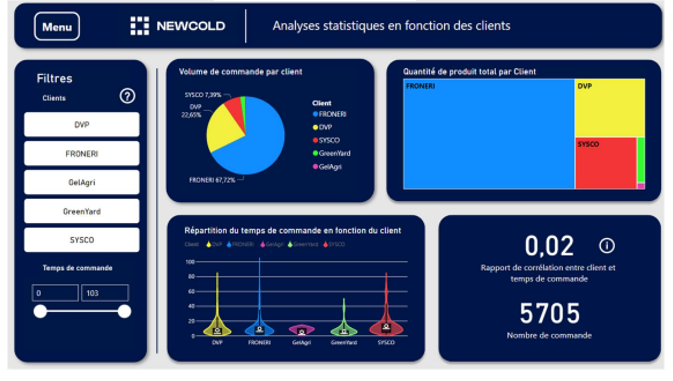 Menu
NEWCOLD
Analyses statistiques en fonction des clients
Filtres
Clients
?
DVP
FRONERI
GelAgri
GreenYard
SYSCO
Temps de commande
0
103
Volume de commande par client
SYSCO 7,39%
DVP
22,65%
FRONERI 67,72%
Client
FRONERI
DVP
SYSCO
GreenYard
GelAgri
Quantité de produit total par Client
FRONERI
DVP
SYSCO
Répartition du temps de commande en fonction du client
Client DVP FRONERI GelAgri GreenYard SYSCO
100
80
60
40
20
0
DVP FRONERI GelAgri GreenYard SYSCO
0,02
Rapport de corrélation entre client et
temps de commande
5705
Nombre de commande